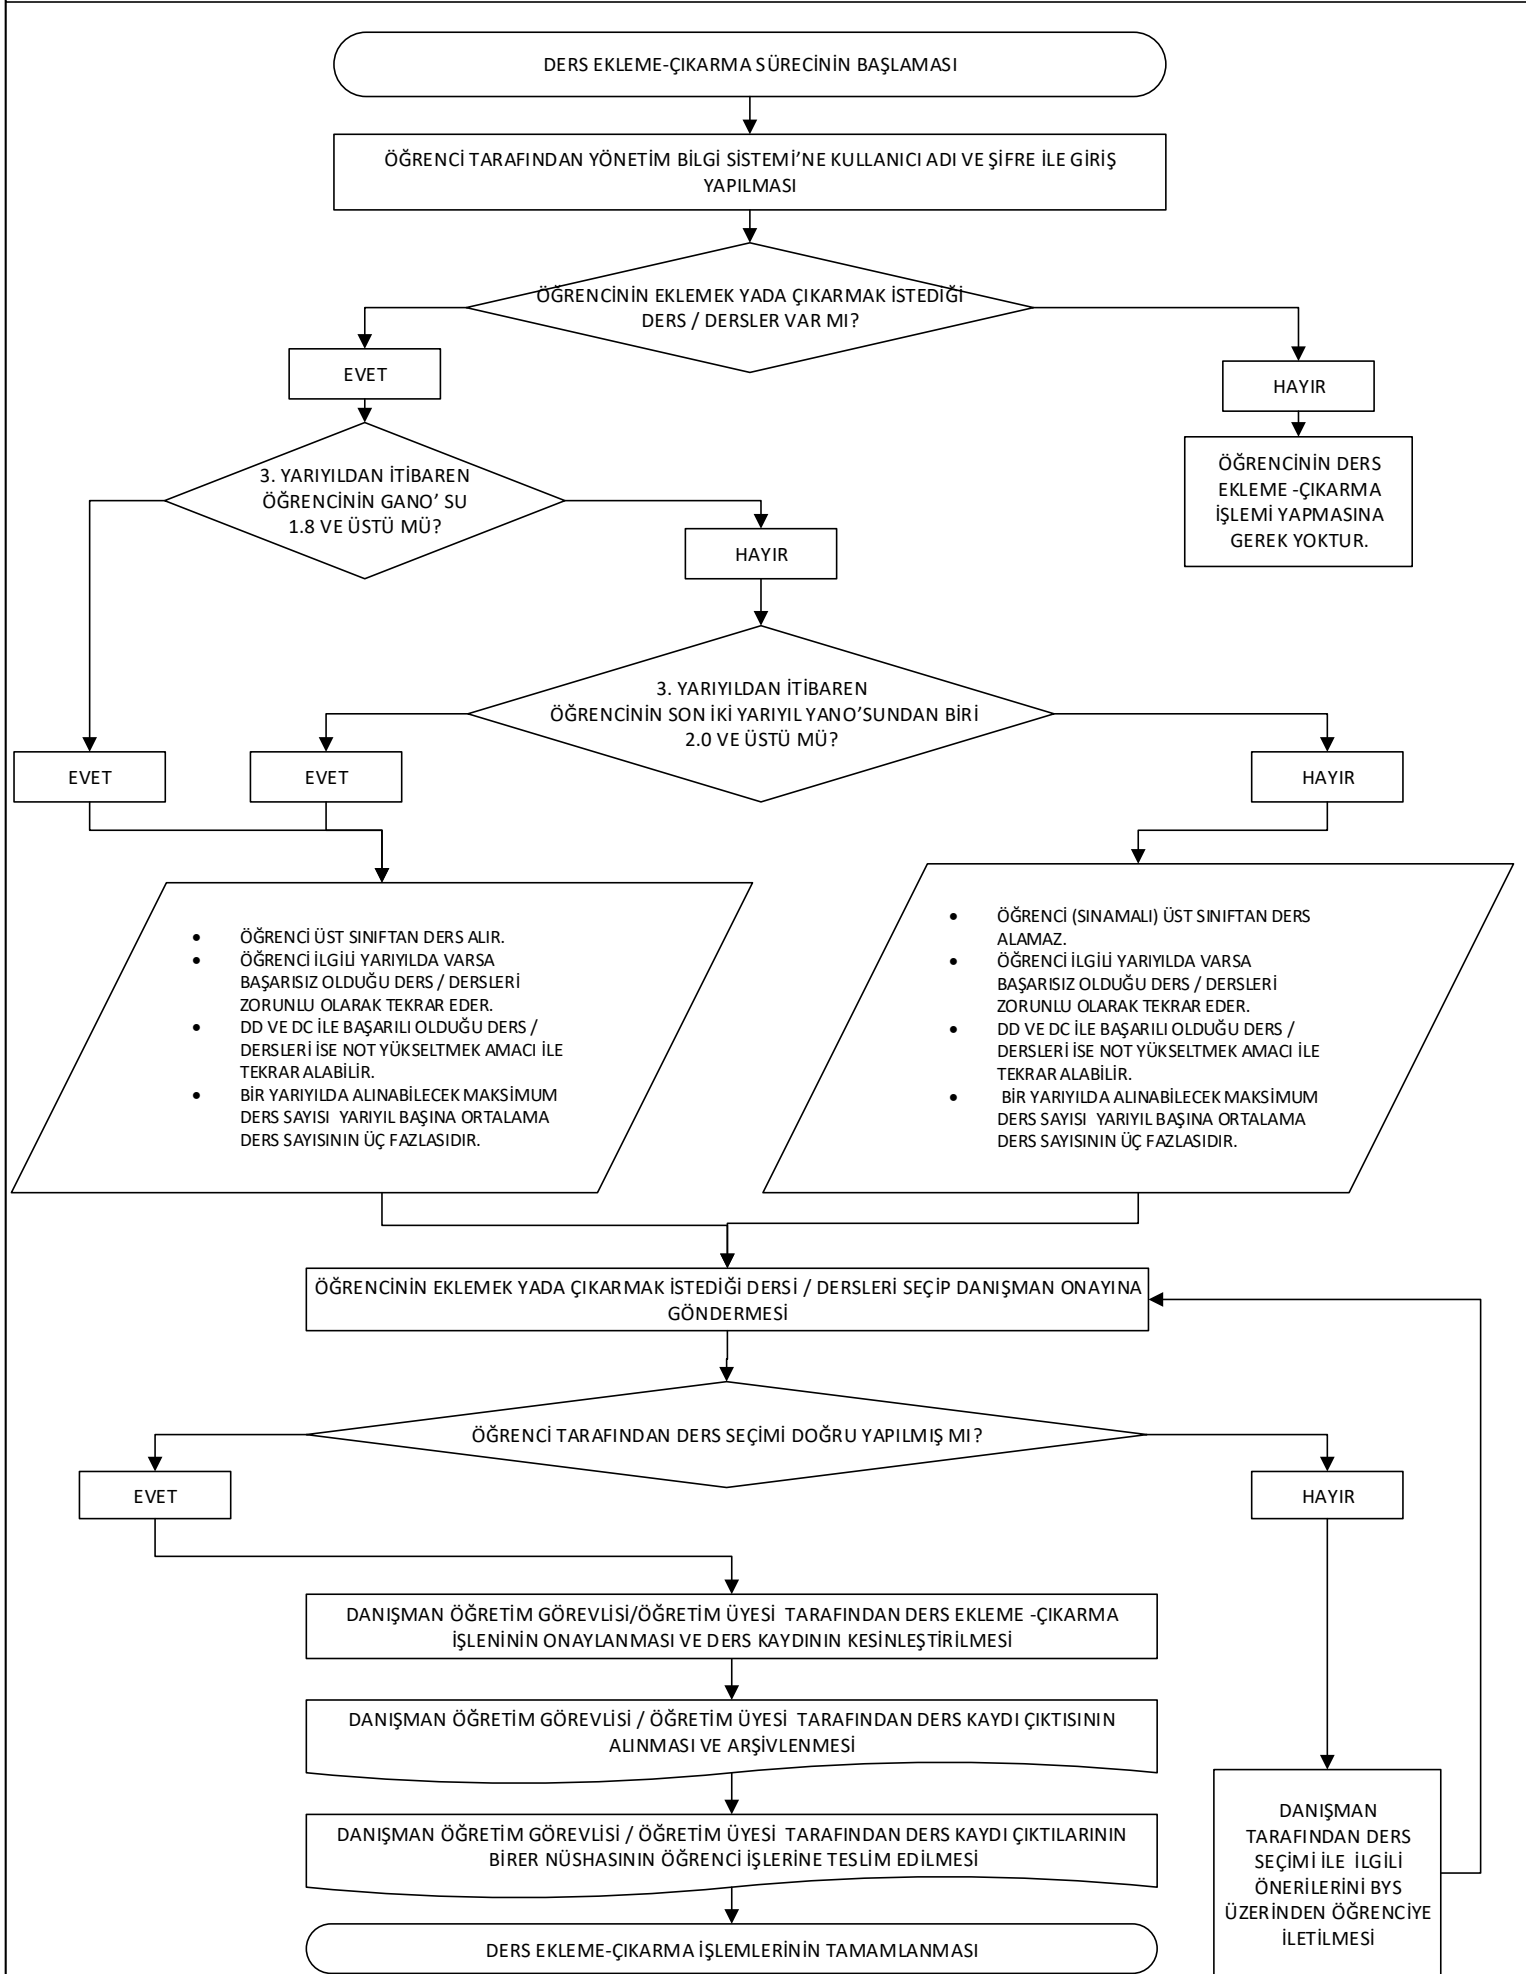 DERS EKLEME-ÇIKARMA SÜRECİNİN BAŞLAMASI
ÖĞRENCİ TARAFINDAN YÖNETİM BİLGİ SİSTEMİ’NE KULLANICI ADI VE ŞİFRE İLE GİRİŞ
YAPILMASI
ÖĞRENCİNİN EKLEMEK YADA ÇIKARMAK İSTEDİĞİ
DERS / DERSLER VAR MI?
EVET
HAYIR
3. YARIYILDAN İTİBAREN
ÖĞRENCİNİN GANO’ SU
1.8 VE ÜSTÜ MÜ?
ÖĞRENCİNİN DERS
EKLEME -ÇIKARMA
İŞLEMİ YAPMASINA
GEREK YOKTUR.
HAYIR
3. YARIYILDAN İTİBAREN
ÖĞRENCİNİN SON İKİ YARIYIL YANO’SUNDAN BİRİ
2.0 VE ÜSTÜ MÜ?
EVET
EVET
HAYIR
• ÖĞRENCİ ÜST SINIFTAN DERS ALIR.
• ÖĞRENCİ İLGİLİ YARIYILDA VARSA
BAŞARISIZ OLDUĞU DERS / DERSLERİ
ZORUNLU OLARAK TEKRAR EDER.
• DD VE DC İLE BAŞARILI OLDUĞU DERS /
DERSLERİ İSE NOT YÜKSELTMEK AMACI İLE
TEKRAR ALABİLİR.
• BİR YARIYILDA ALINABİLECEK MAKSİMUM
DERS SAYISI  YARIYIL BAŞINA ORTALAMA
DERS SAYISININ ÜÇ FAZLASIDIR.
• ÖĞRENCİ (SINAMALI) ÜST SINIFTAN DERS
ALAMAZ.
• ÖĞRENCİ İLGİLİ YARIYILDA VARSA
BAŞARISIZ OLDUĞU DERS / DERSLERİ
ZORUNLU OLARAK TEKRAR EDER.
• DD VE DC İLE BAŞARILI OLDUĞU DERS /
DERSLERİ İSE NOT YÜKSELTMEK AMACI İLE
TEKRAR ALABİLİR.
• BİR YARIYILDA ALINABİLECEK MAKSİMUM
DERS SAYISI  YARIYIL BAŞINA ORTALAMA
DERS SAYISININ ÜÇ FAZLASIDIR.
ÖĞRENCİNİN EKLEMEK YADA ÇIKARMAK İSTEDİĞİ DERSİ / DERSLERİ SEÇİP DANIŞMAN ONAYINA
GÖNDERMESİ
ÖĞRENCİ TARAFINDAN DERS SEÇİMİ DOĞRU YAPILMIŞ MI?
EVET
HAYIR
DANIŞMAN ÖĞRETİM GÖREVLİSİ/ÖĞRETİM ÜYESİ  TARAFINDAN DERS EKLEME -ÇIKARMA
İŞLENİNİN ONAYLANMASI VE DERS KAYDININ KESİNLEŞTİRİLMESİ
DANIŞMAN ÖĞRETİM GÖREVLİSİ / ÖĞRETİM ÜYESİ  TARAFINDAN DERS KAYDI ÇIKTISININ
ALINMASI VE ARŞİVLENMESİ
DANIŞMAN ÖĞRETİM GÖREVLİSİ / ÖĞRETİM ÜYESİ  TARAFINDAN DERS KAYDI ÇIKTILARININ
BİRER NÜSHASININ ÖĞRENCİ İŞLERİNE TESLİM EDİLMESİ
DANIŞMAN
TARAFINDAN DERS
SEÇİMİ İLE  İLGİLİ
ÖNERİLERİNİ BYS
ÜZERİNDEN ÖĞRENCİYE
İLETİLMESİ
DERS EKLEME-ÇIKARMA İŞLEMLERİNİN TAMAMLANMASI